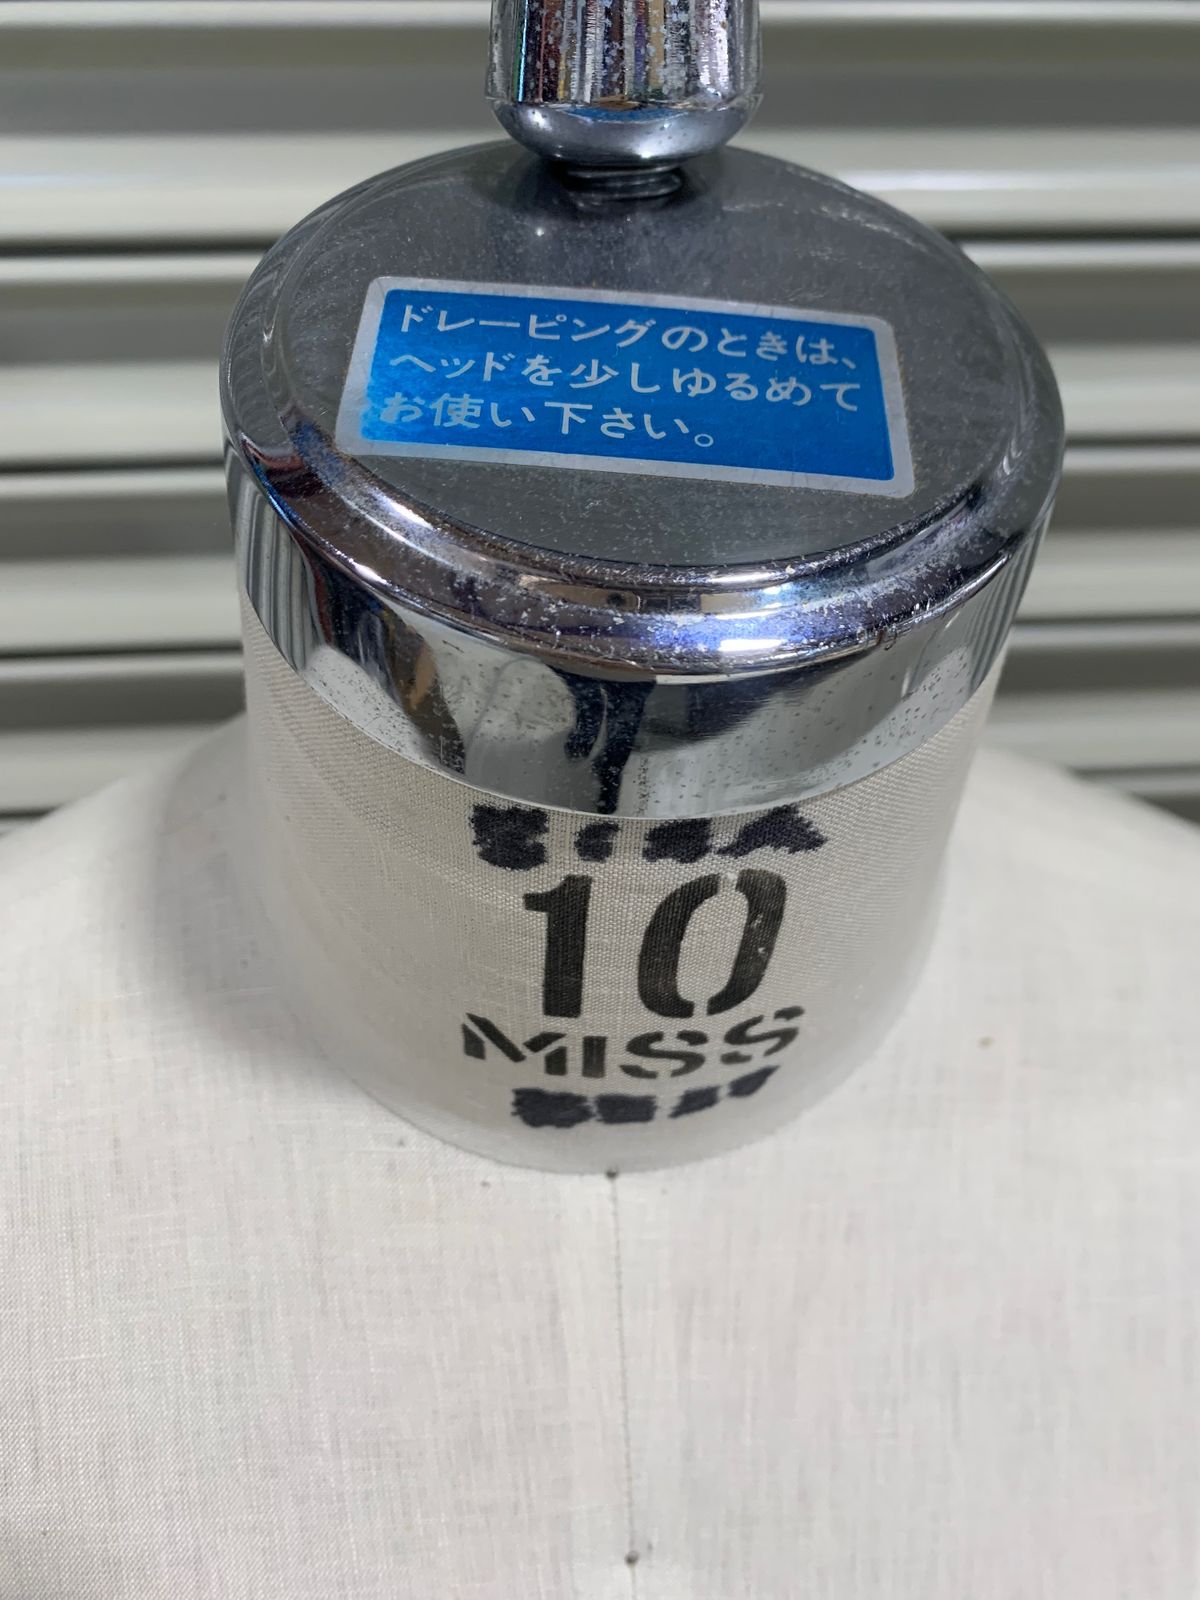 ドレーピングのときは、
ヘッドを少しゆるめて
お使い下さい。
10
MISS